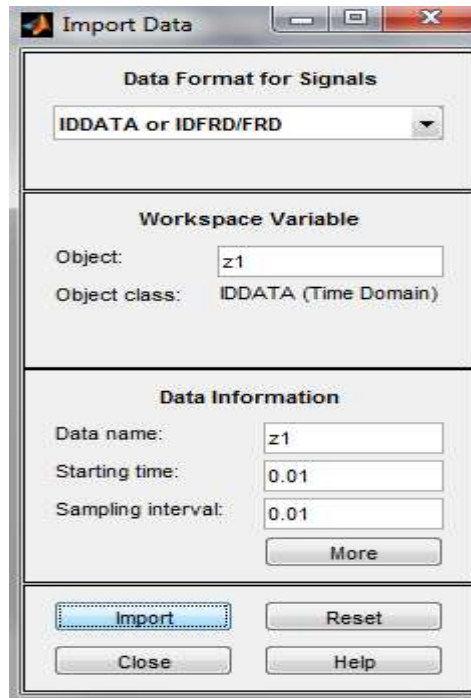 Import Data
Data Format for Signals
IDDATA or IDFRD/FRD
Workspace Variable
Object: z1
Object class: IDDATA (Time Domain)
Data Information
Data name: z1
Starting time: 0.01
Sampling interval: 0.01
More
Import Reset
Close Help